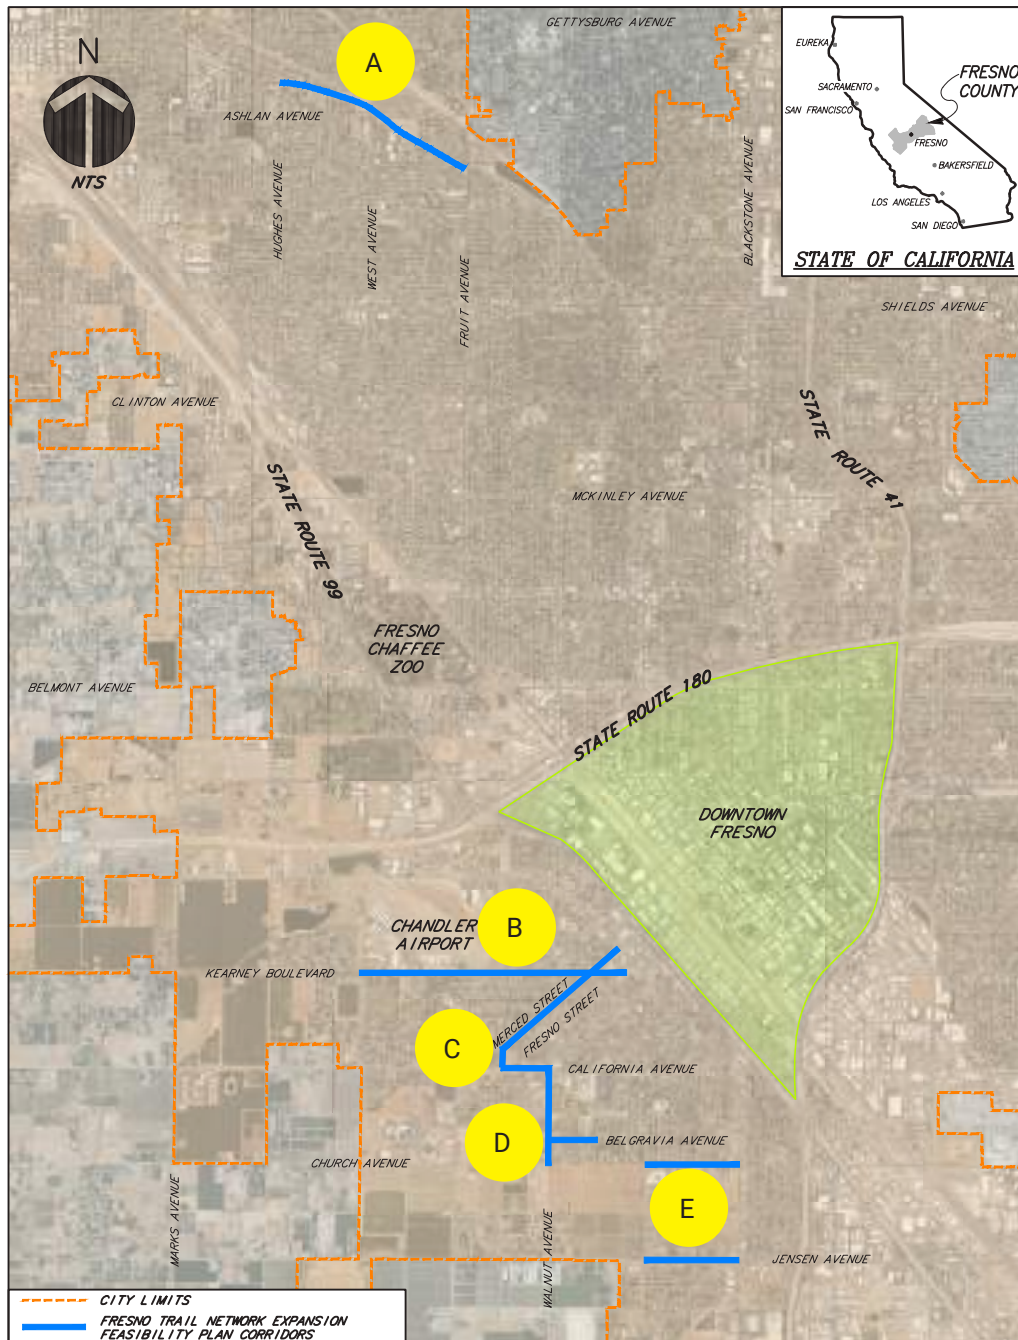 GETTYSBURG AVENUE
N
NTS
A
ASHLAN AVENUE
HUGHES AVENUE
WEST AVENUE
FRUIT AVENUE
BLACKSTONE AVENUE
EUREKA
SACRAMENTO
SAN FRANCISCO
FRESNO
COUNTY
FRESNO
BAKERSFIELD
LOS ANGELES
SAN DIEGO
STATE OF CALIFORNIA
SHIELDS AVENUE
CLINTON AVENUE
STATE ROUTE 99
STATE ROUTE 41
MCKINLEY AVENUE
FRESNO
CHAFFEE
ZOO
BELMONT AVENUE
STATE ROUTE 180
DOWNTOWN
FRESNO
CHANDLER
AIRPORT
B
KEARNEY BOULEVARD
MERCED STREET
FRESNO STREET
C
CALIFORNIA AVENUE
D
BELGRAVIA AVENUE
CHURCH AVENUE
MARKS AVENUE
WALNUT AVENUE
E
JENSEN AVENUE
CITY LIMITS
FRESNO TRAIL NETWORK EXPANSION
FEASIBILITY PLAN CORRIDORS